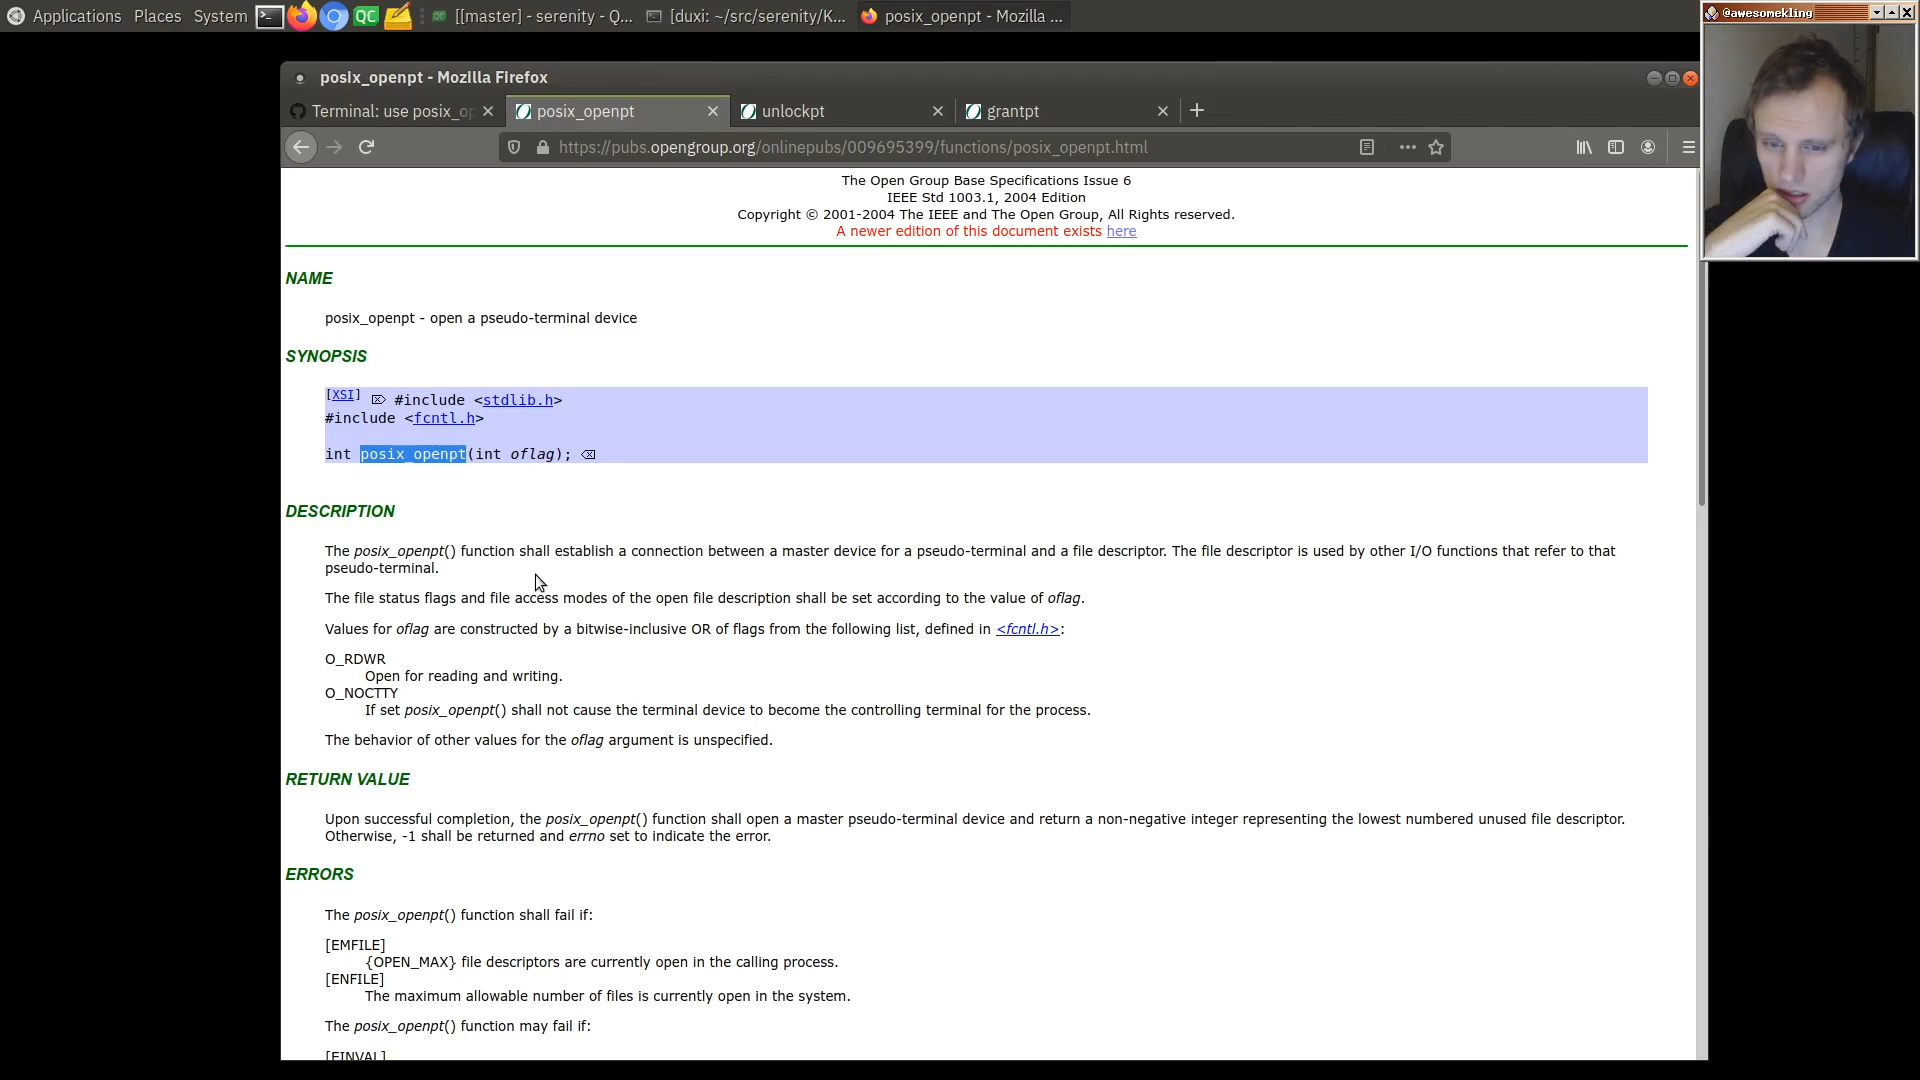 Applications Places System
[[master] - serenity - Q...
[duxi: ~/src/serenity/K...
posix_openpt - Mozilla ...
@awesomekling
posix_openpt - Mozilla Firefox
Terminal: use posix_op
posix_openpt
unlockpt
grantpt
https://pubs.opengroup.org/onlinepubs/009695399/functions/posix_openpt.html
The Open Group Base Specifications Issue 6
IEEE Std 1003.1, 2004 Edition
Copyright © 2001-2004 The IEEE and The Open Group, All Rights reserved.
A newer edition of this document exists here
NAME
posix_openpt - open a pseudo-terminal device
SYNOPSIS
[XSI] ⌦ #include <stdlib.h>
#include <fcntl.h>
int posix_openpt(int oflag); ⌫
DESCRIPTION
The posix_openpt() function shall establish a connection between a master device for a pseudo-terminal and a file descriptor. The file descriptor is used by other I/O functions that refer to that
pseudo-terminal.
The file status flags and file access modes of the open file description shall be set according to the value of oflag.
Values for oflag are constructed by a bitwise-inclusive OR of flags from the following list, defined in <fcntl.h>:
O_RDWR
Open for reading and writing.
O_NOCTTY
If set posix_openpt() shall not cause the terminal device to become the controlling terminal for the process.
The behavior of other values for the oflag argument is unspecified.
RETURN VALUE
Upon successful completion, the posix_openpt() function shall open a master pseudo-terminal device and return a non-negative integer representing the lowest numbered unused file descriptor.
Otherwise, -1 shall be returned and errno set to indicate the error.
ERRORS
The posix_openpt() function shall fail if:
[EMFILE]
{OPEN_MAX} file descriptors are currently open in the calling process.
[ENFILE]
The maximum allowable number of files is currently open in the system.
The posix_openpt() function may fail if:
[EINVAL]